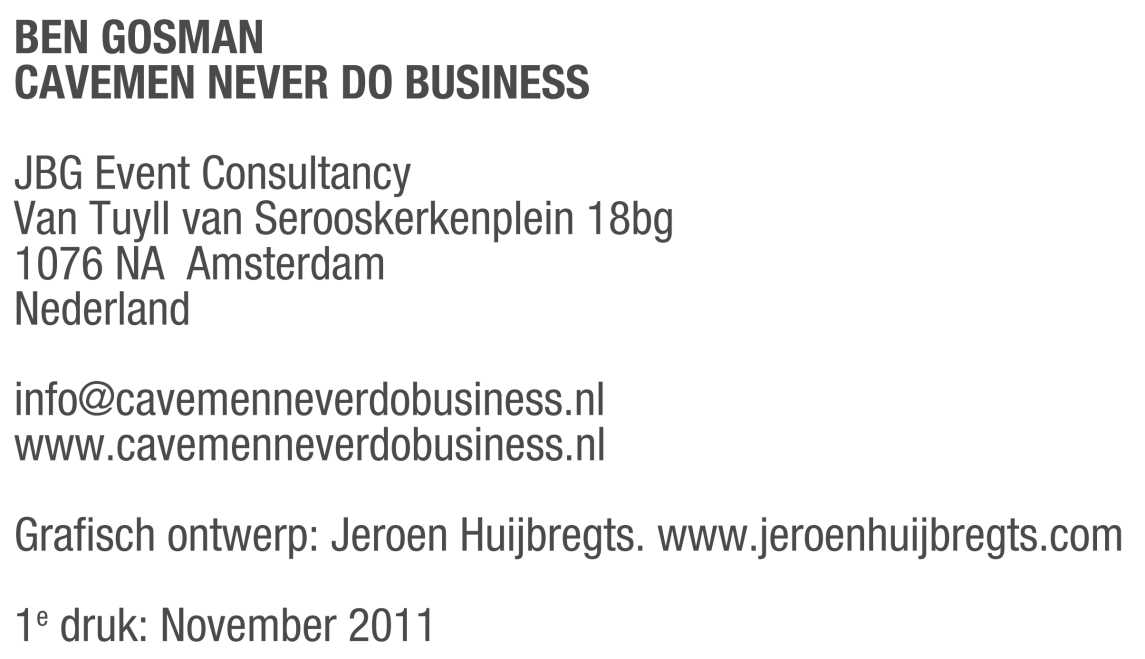 BEN GOSMAN
CAVEMEN NEVER DO BUSINESS
JBG Event Consultancy
Van Tuyll van Serooskerkenplein 18bg
1076 NA  Amsterdam
Nederland
info@cavemenneverdobusiness.nl
www.cavemenneverdobusiness.nl
Grafisch ontwerp: Jeroen Huijbregts. www.jeroenhuijbregts.com
1e druk: November 2011